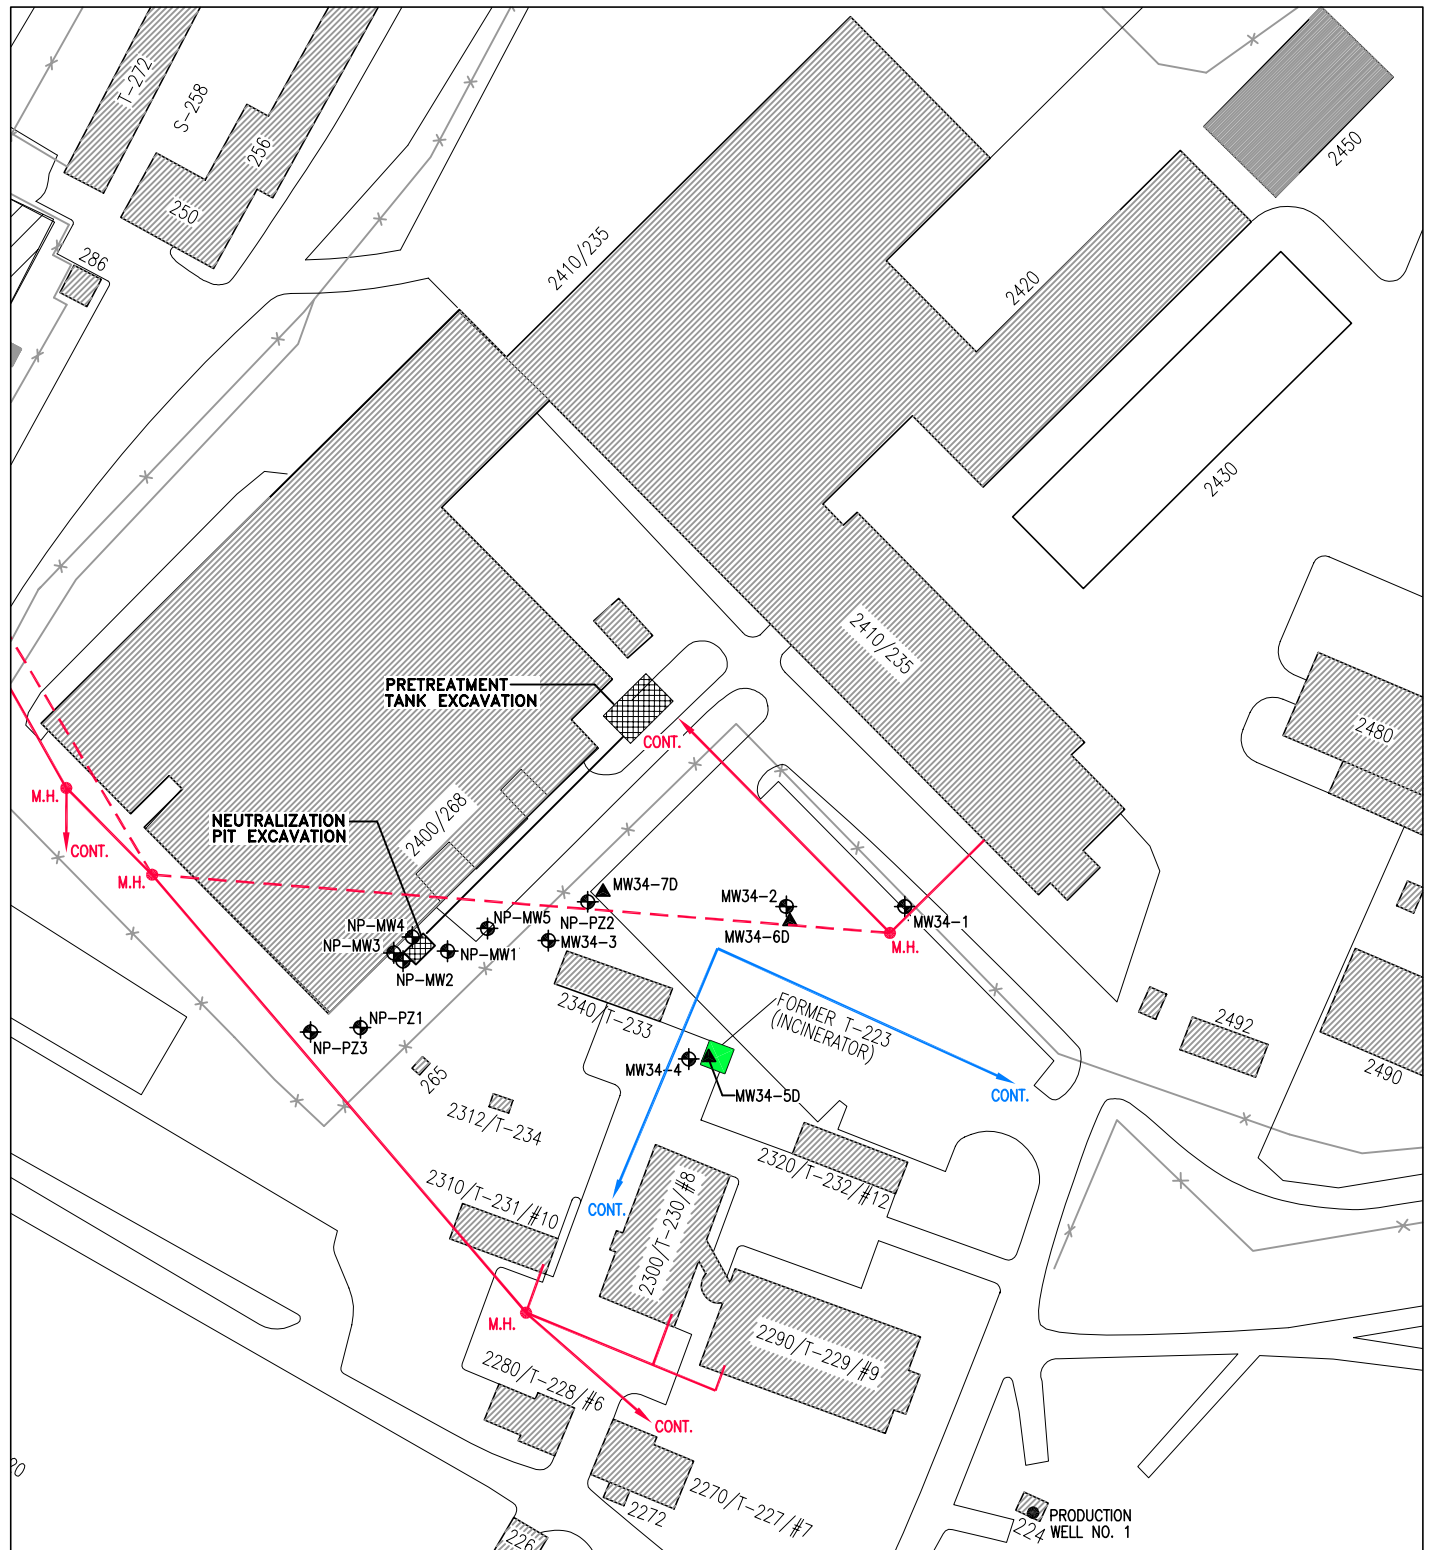 T-272
S-258
256
250
286
2410/235
2420
2450
2430
2410/235
2480
PRETREATMENT
TANK EXCAVATION
CONT.
M.H.
CONT.
M.H.
NEUTRALIZATION
PIT EXCAVATION
2400/268
MW34-7D
NP-PZ2
MW34-2
MW34-6D
MW34-1
M.H.
NP-MW4
NP-MW3
NP-MW5
MW34-3
NP-MW1
NP-MW2
2340/T-233
FORMER T-223
(INCINERATOR)
NP-PZ1
NP-PZ3
MW34-4
MW34-5D
265
2312/T-234
CONT.
2492
2490
2310/T-231/#10
CONT.
2300/T-230/#8
2320/T-232/#12
M.H.
2290/T-229/#9
2280/T-228/#6
CONT.
2270/T-227/#7
2272
226
224
PRODUCTION
WELL NO. 1
20